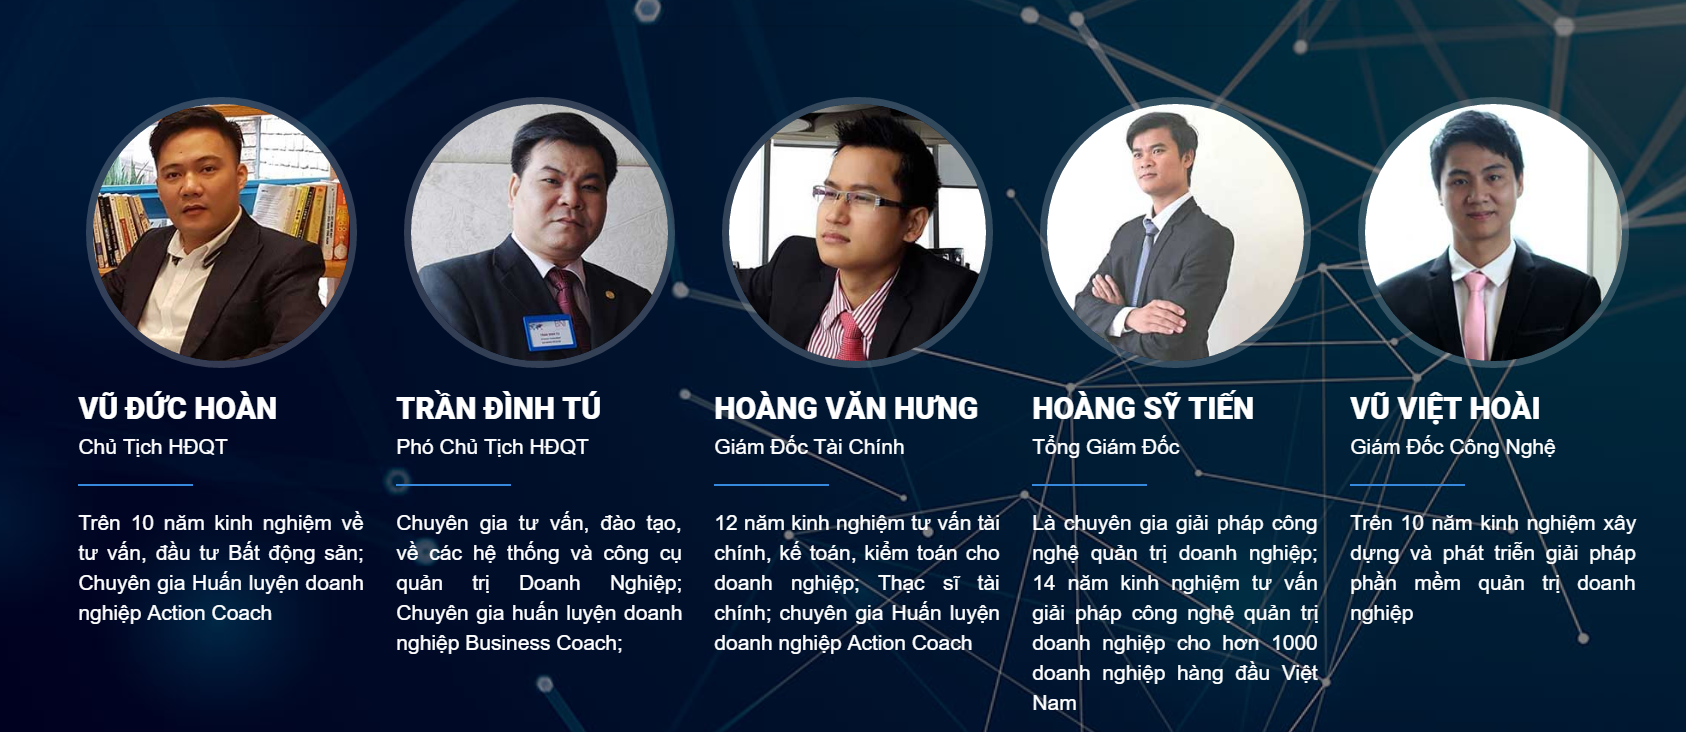 VŨ ĐỨC HOÀN
Chủ Tịch HĐQT
Trên 10 năm kinh nghiệm về
tư vấn, đầu tư Bất động sản;
Chuyên gia Huấn luyện doanh
nghiệp Action Coach
TRẦN ĐÌNH TÚ
Phó Chủ Tịch HĐQT
Chuyên gia tư vấn, đào tạo,
về các hệ thống và công cụ
quản trị Doanh Nghiệp;
Chuyên gia huấn luyện doanh
nghiệp Business Coach;
HOÀNG VĂN HƯNG
Giám Đốc Tài Chính
12 năm kinh nghiệm tư vấn tài
chính, kế toán, kiểm toán cho
doanh nghiệp; Thạc sĩ tài
chính; chuyên gia Huấn luyện
doanh nghiệp Action Coach
HOÀNG SỸ TIẾN
Tổng Giám Đốc
Là chuyên gia giải pháp công
nghệ quản trị doanh nghiệp;
14 năm kinh nghiệm tư vấn
giải pháp công nghệ quản trị
doanh nghiệp cho hơn 1000
doanh nghiệp hàng đầu Việt
Nam
VŨ VIỆT HOÀI
Giám Đốc Công Nghệ
Trên 10 năm kinh nghiệm xây
dựng và phát triễn giải pháp
phần mềm quản trị doanh
nghiệp